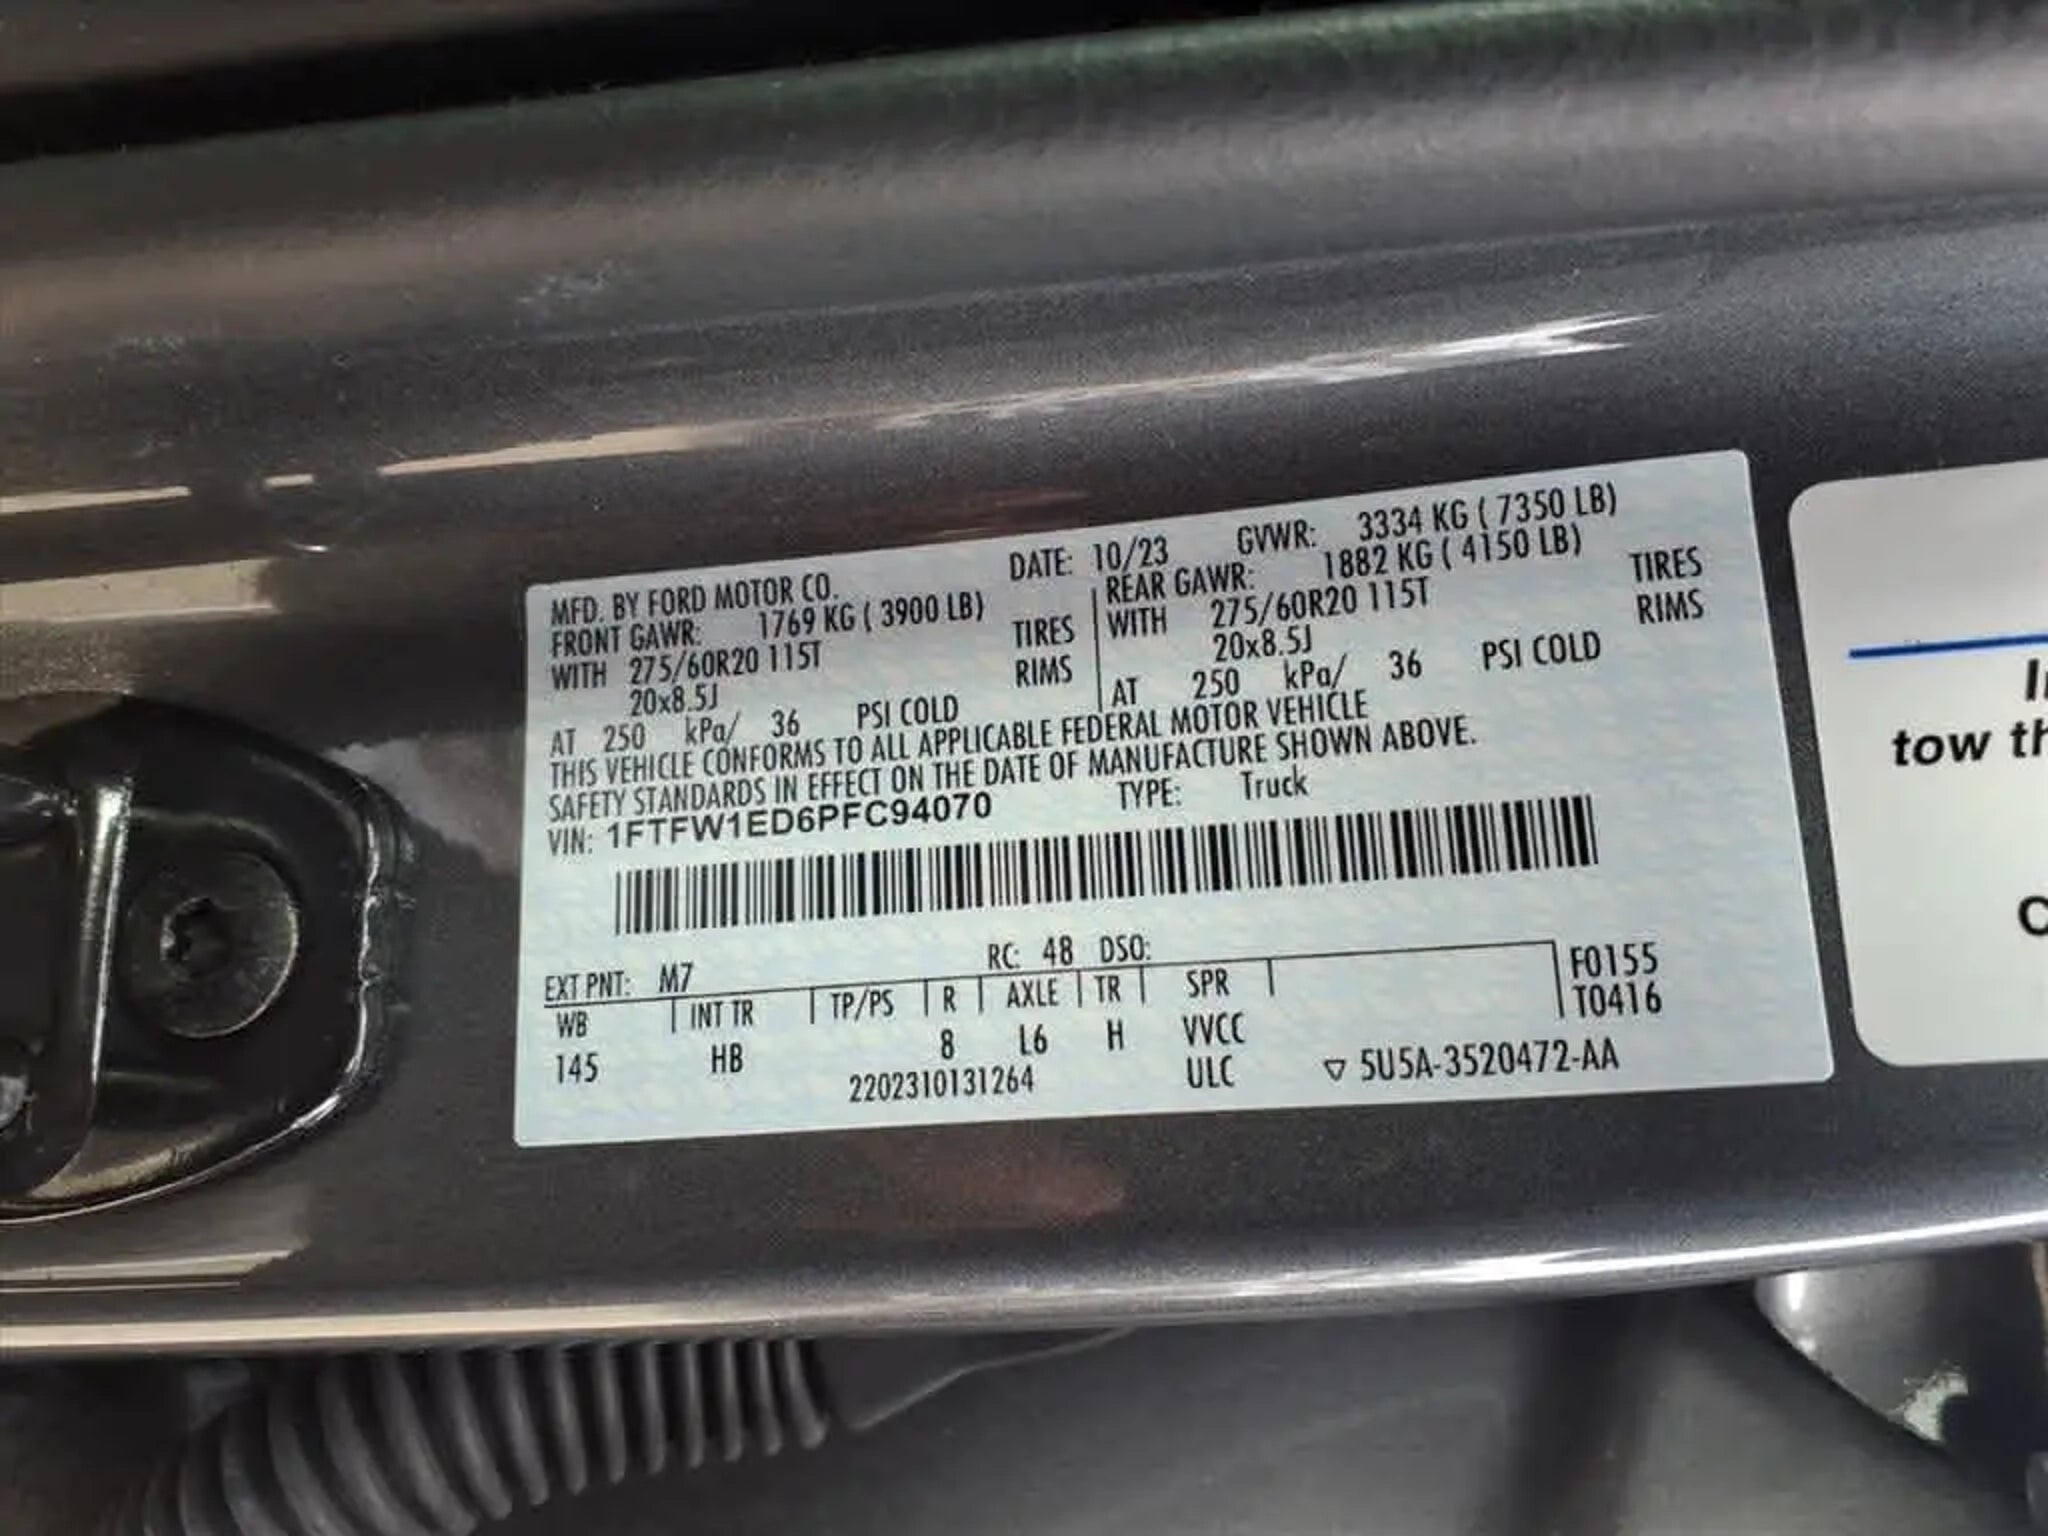 MFD. BY FORD MOTOR CO. DATE: 10/23 GVWR: 3334 KG ( 7350 LB)
FRONT GAWR: 1769 KG ( 3900 LB) REAR GAWR: 1882 KG ( 4150 LB)
WITH 275/60R20 115T TIRES WITH 275/60R20 115T TIRES
20x8.5J RIMS 20x8.5J RIMS
AT 250 kPa/ 36 PSI COLD AT 250 kPa/ 36 PSI COLD
THIS VEHICLE CONFORMS TO ALL APPLICABLE FEDERAL MOTOR VEHICLE
SAFETY STANDARDS IN EFFECT ON THE DATE OF MANUFACTURE SHOWN ABOVE.
VIN: 1FTFW1ED6PFC94070 TYPE: Truck
EXT PNT: M7 RC: 48 DSO: F0155
WB INT TR TP/PS R AXLE TR SPR T0416
145 HB 8 L6 H VVCC
2202310131264 ULC ▽ 5U5A-3520472-AA
tow